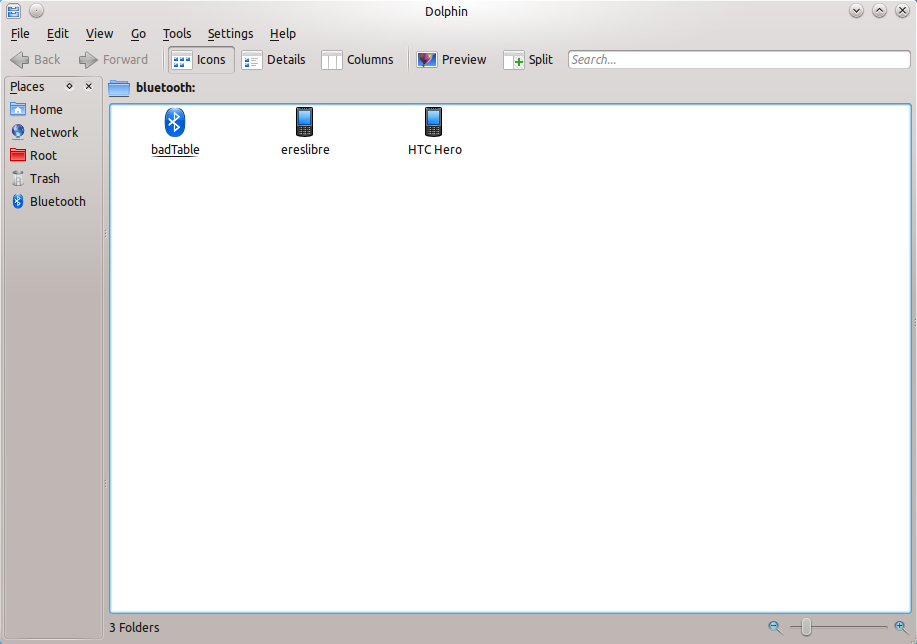 Dolphin
File Edit View Go Tools Settings Help
Back Forward Icons Details Columns Preview Split Search...
Places bluetooth:
Home
Network
Root
Trash
Bluetooth
badTable ereslibre HTC Hero
3 Folders